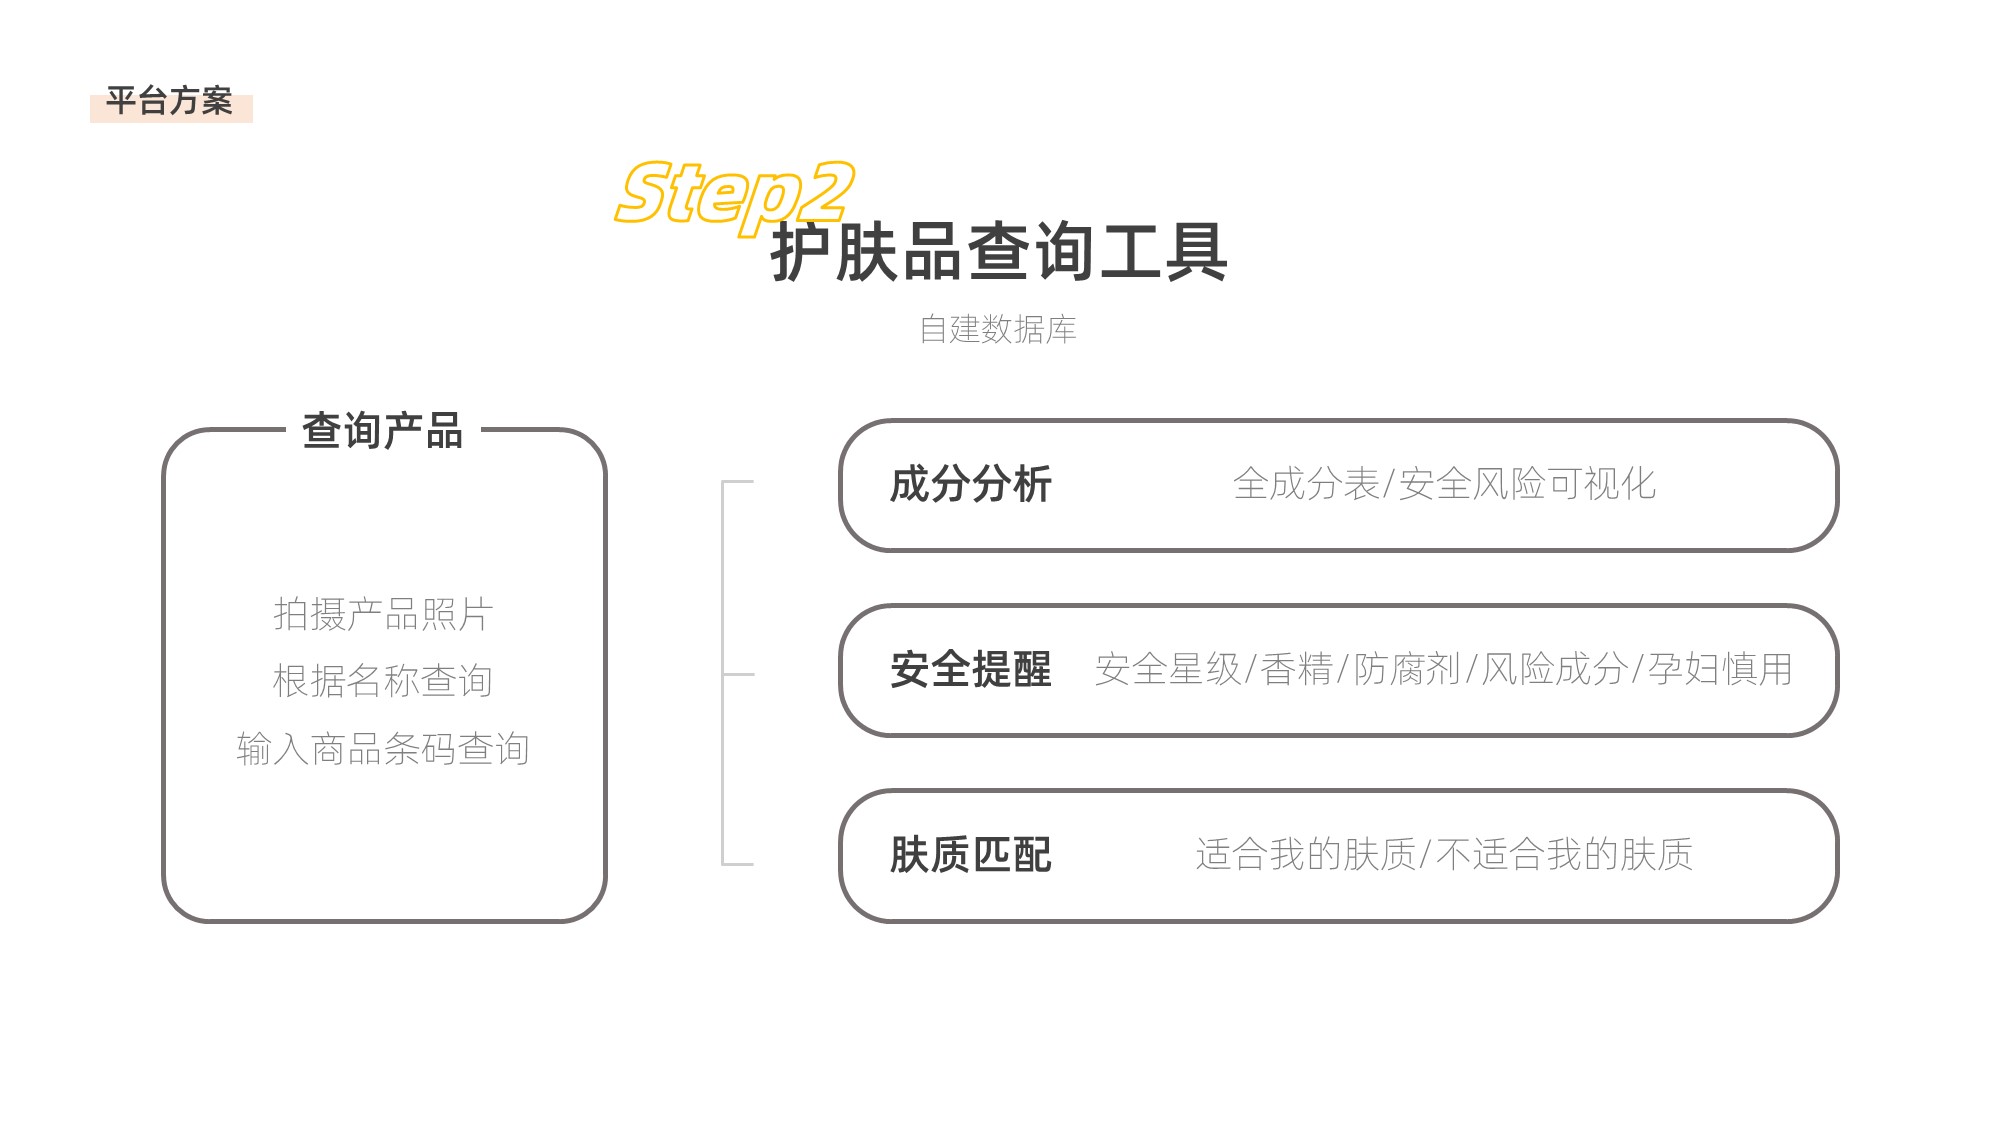 平台方案
Step2
护肤品查询工具
自建数据库
查询产品
拍摄产品照片
根据名称查询
输入商品条码查询
成分分析 全成分表/安全风险可视化
安全提醒 安全星级/香精/防腐剂/风险成分/孕妇慎用
肤质匹配 适合我的肤质/不适合我的肤质